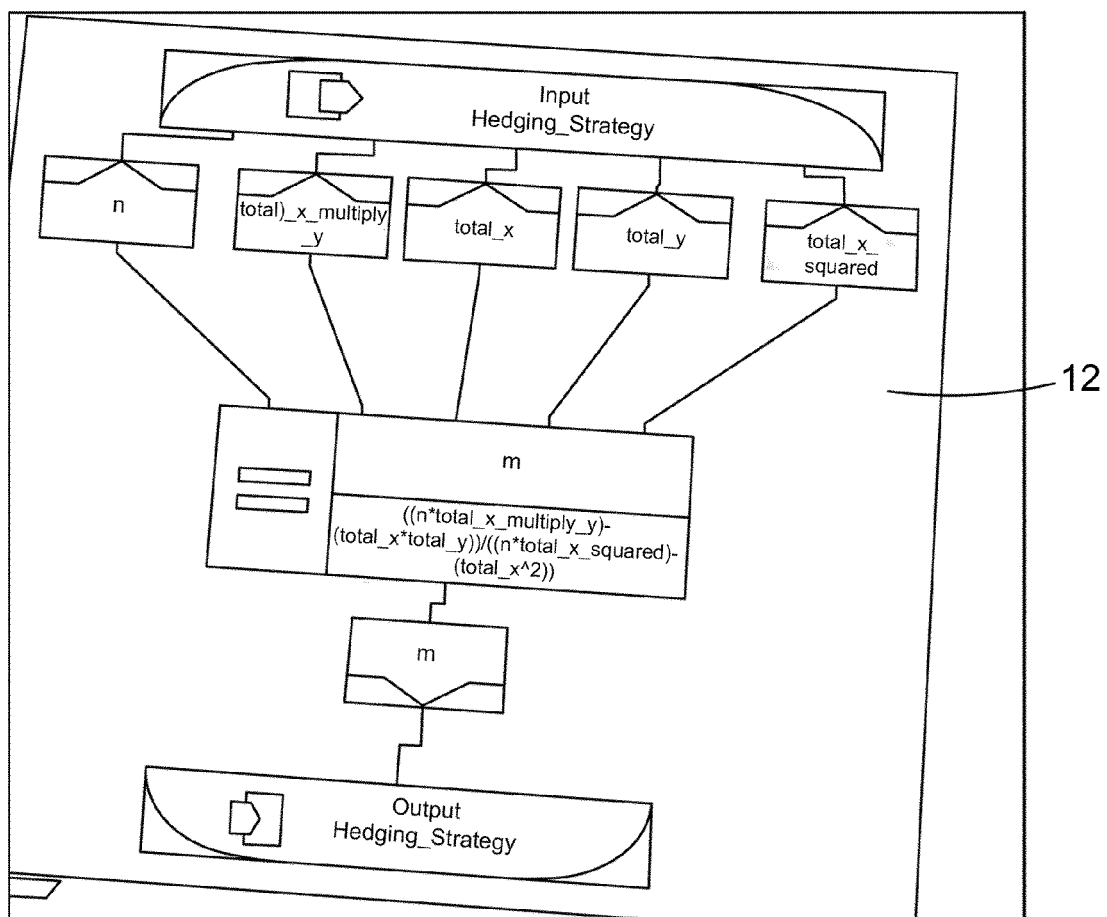 Input
Hedging_Strategy
n
total)_x_multiply
_y
total_x
total_y
total_x_
squared
12
m
((n*total_x_multiply_y)-
(total_x*total_y))/((n*total_x_squared)-
(total_x^2))
m
Output
Hedging_Strategy